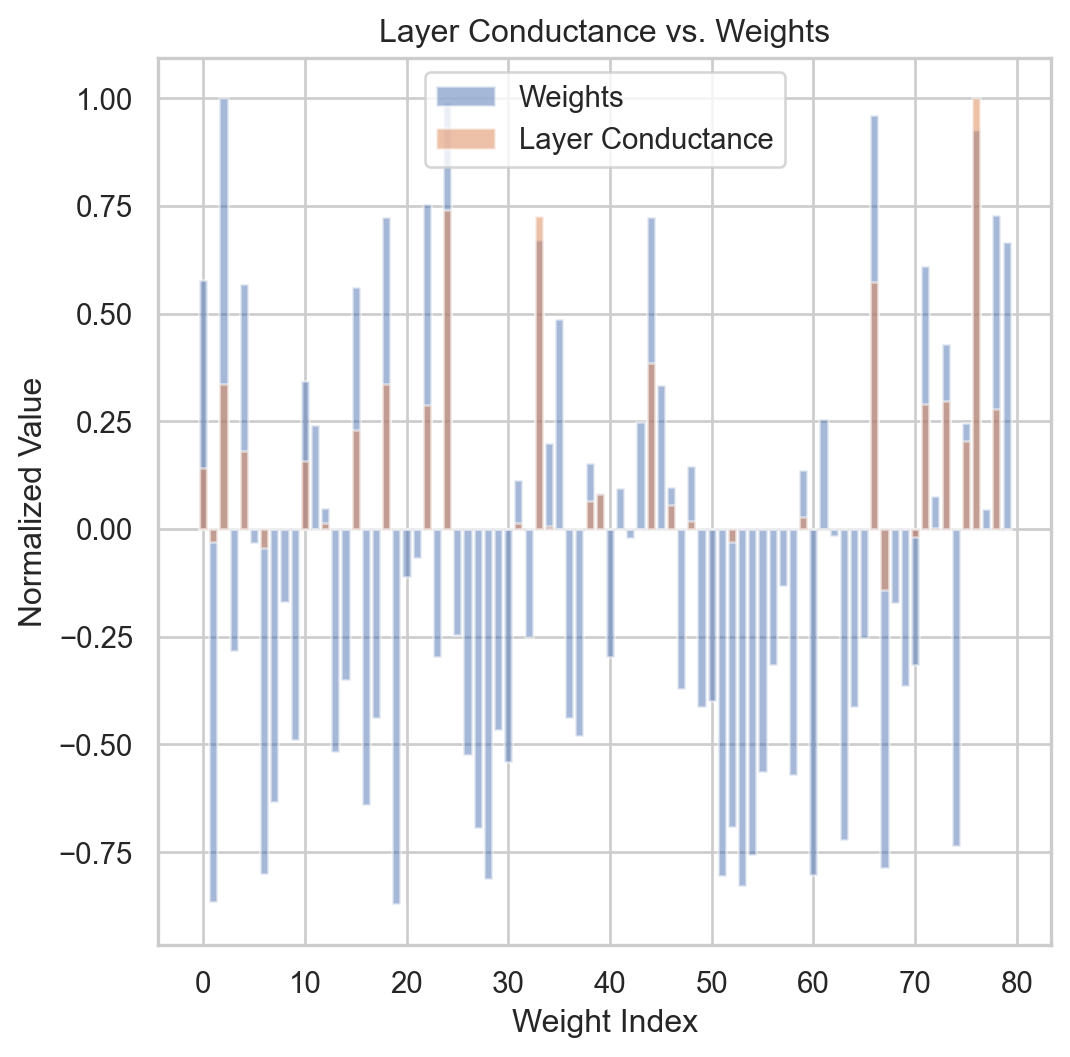 Layer Conductance vs. Weights
Weights
Layer Conductance
1.00
0.75
0.50
0.25
0.00
−0.25
−0.50
−0.75
Normalized Value
0 10 20 30 40 50 60 70 80
Weight Index